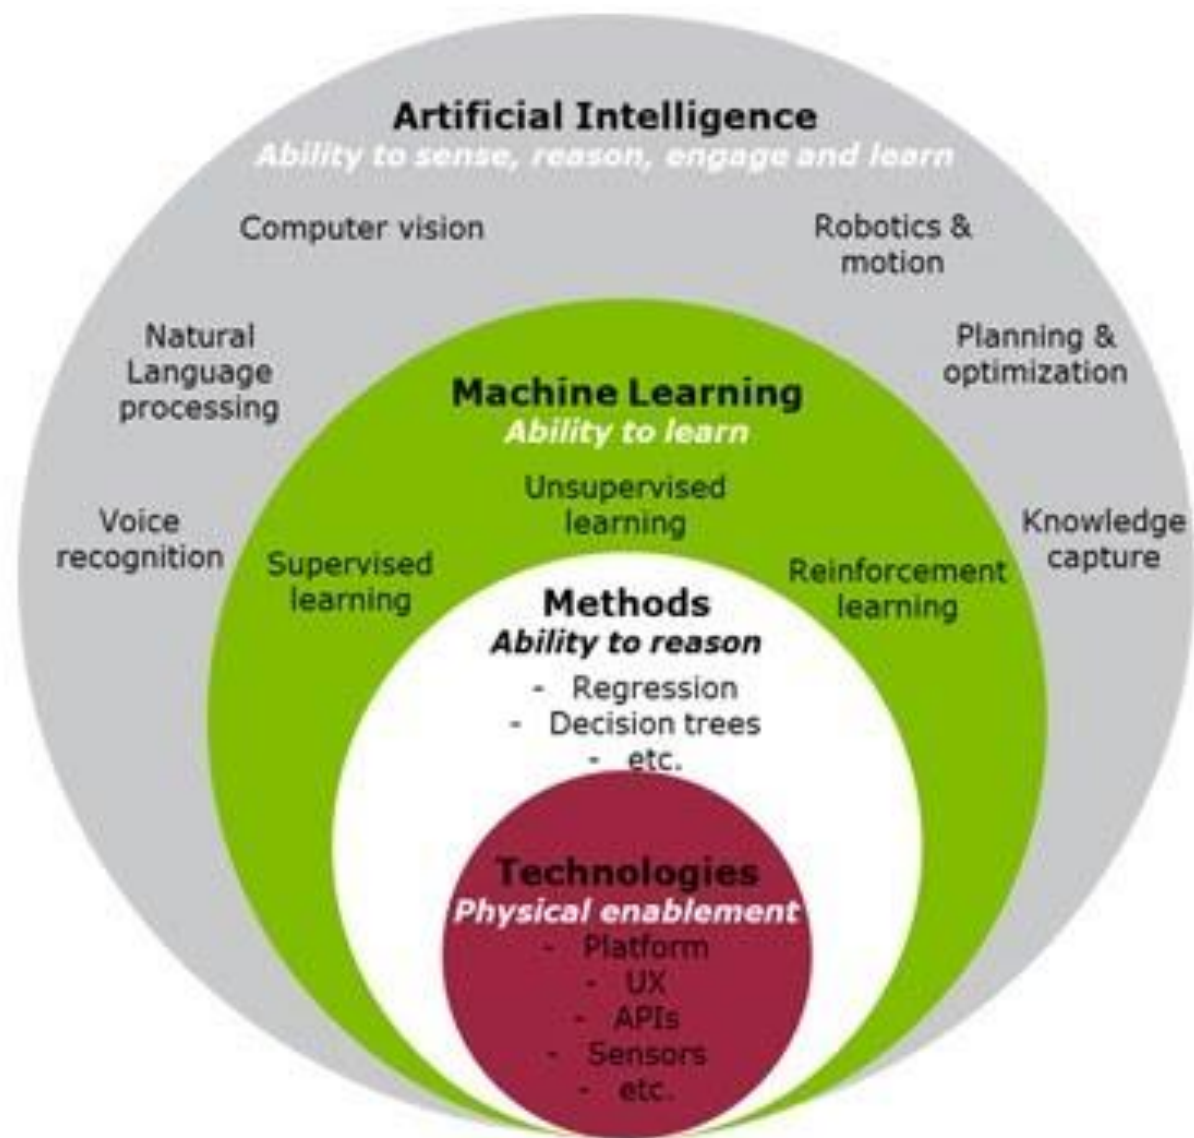 Artificial Intelligence
Ability to sense, reason, engage and learn
Computer vision
Robotics &
motion
Natural
Language
processing
Planning &
optimization
Machine Learning
Ability to learn
Unsupervised
learning
Voice
recognition
Knowledge
capture
Supervised
learning
Reinforcement
learning
Methods
Ability to reason
- Regression
- Decision trees
- etc.
Technologies
Physical enablement
- Platform
- UX
- APIs
- Sensors
- etc.